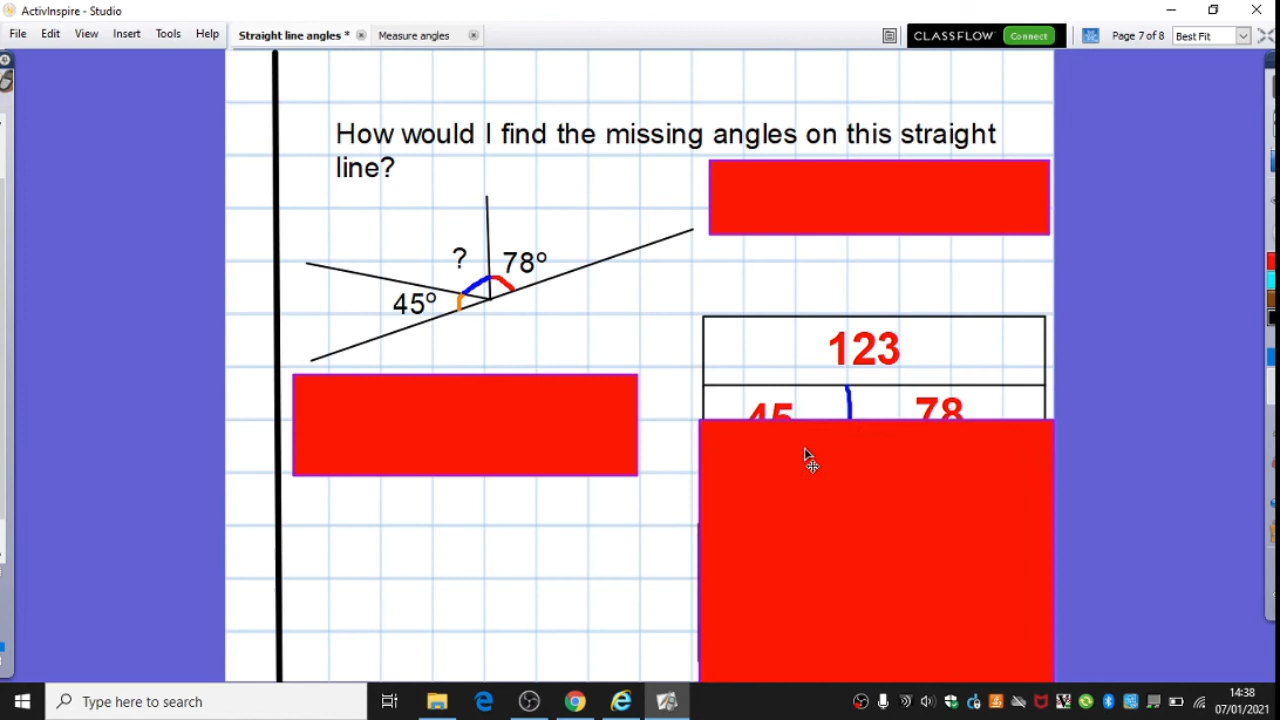 ActivInspire - Studio
File Edit View Insert Tools Help
Straight line angles *
Measure angles
CLASSFLOW Connect
Page 7 of 8
Best Fit
How would I find the missing angles on this straight
line?
? 78º
45º
123
45 78
Type here to search
14:38
07/01/2021